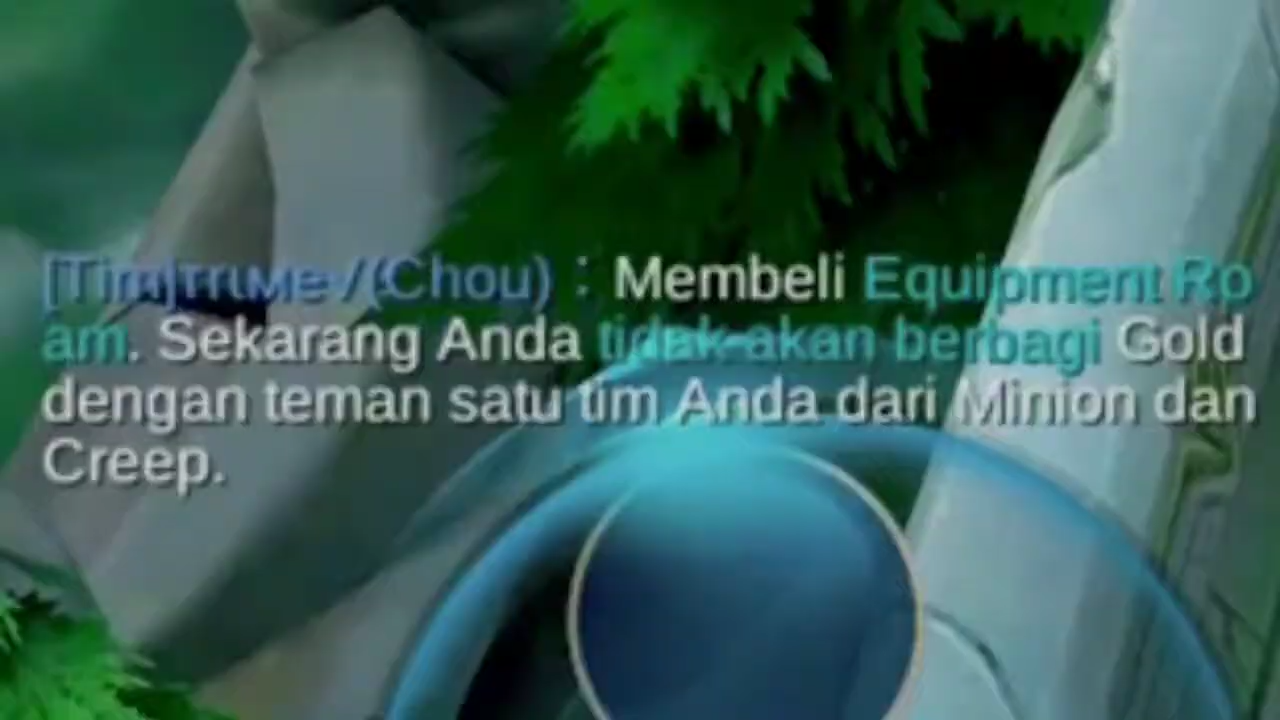 [Tim] (Chou) : Membeli Equipment Ro
am. Sekarang Anda tidak akan berbagi Gold
dengan teman satu tim Anda dari Minion dan
Creep.